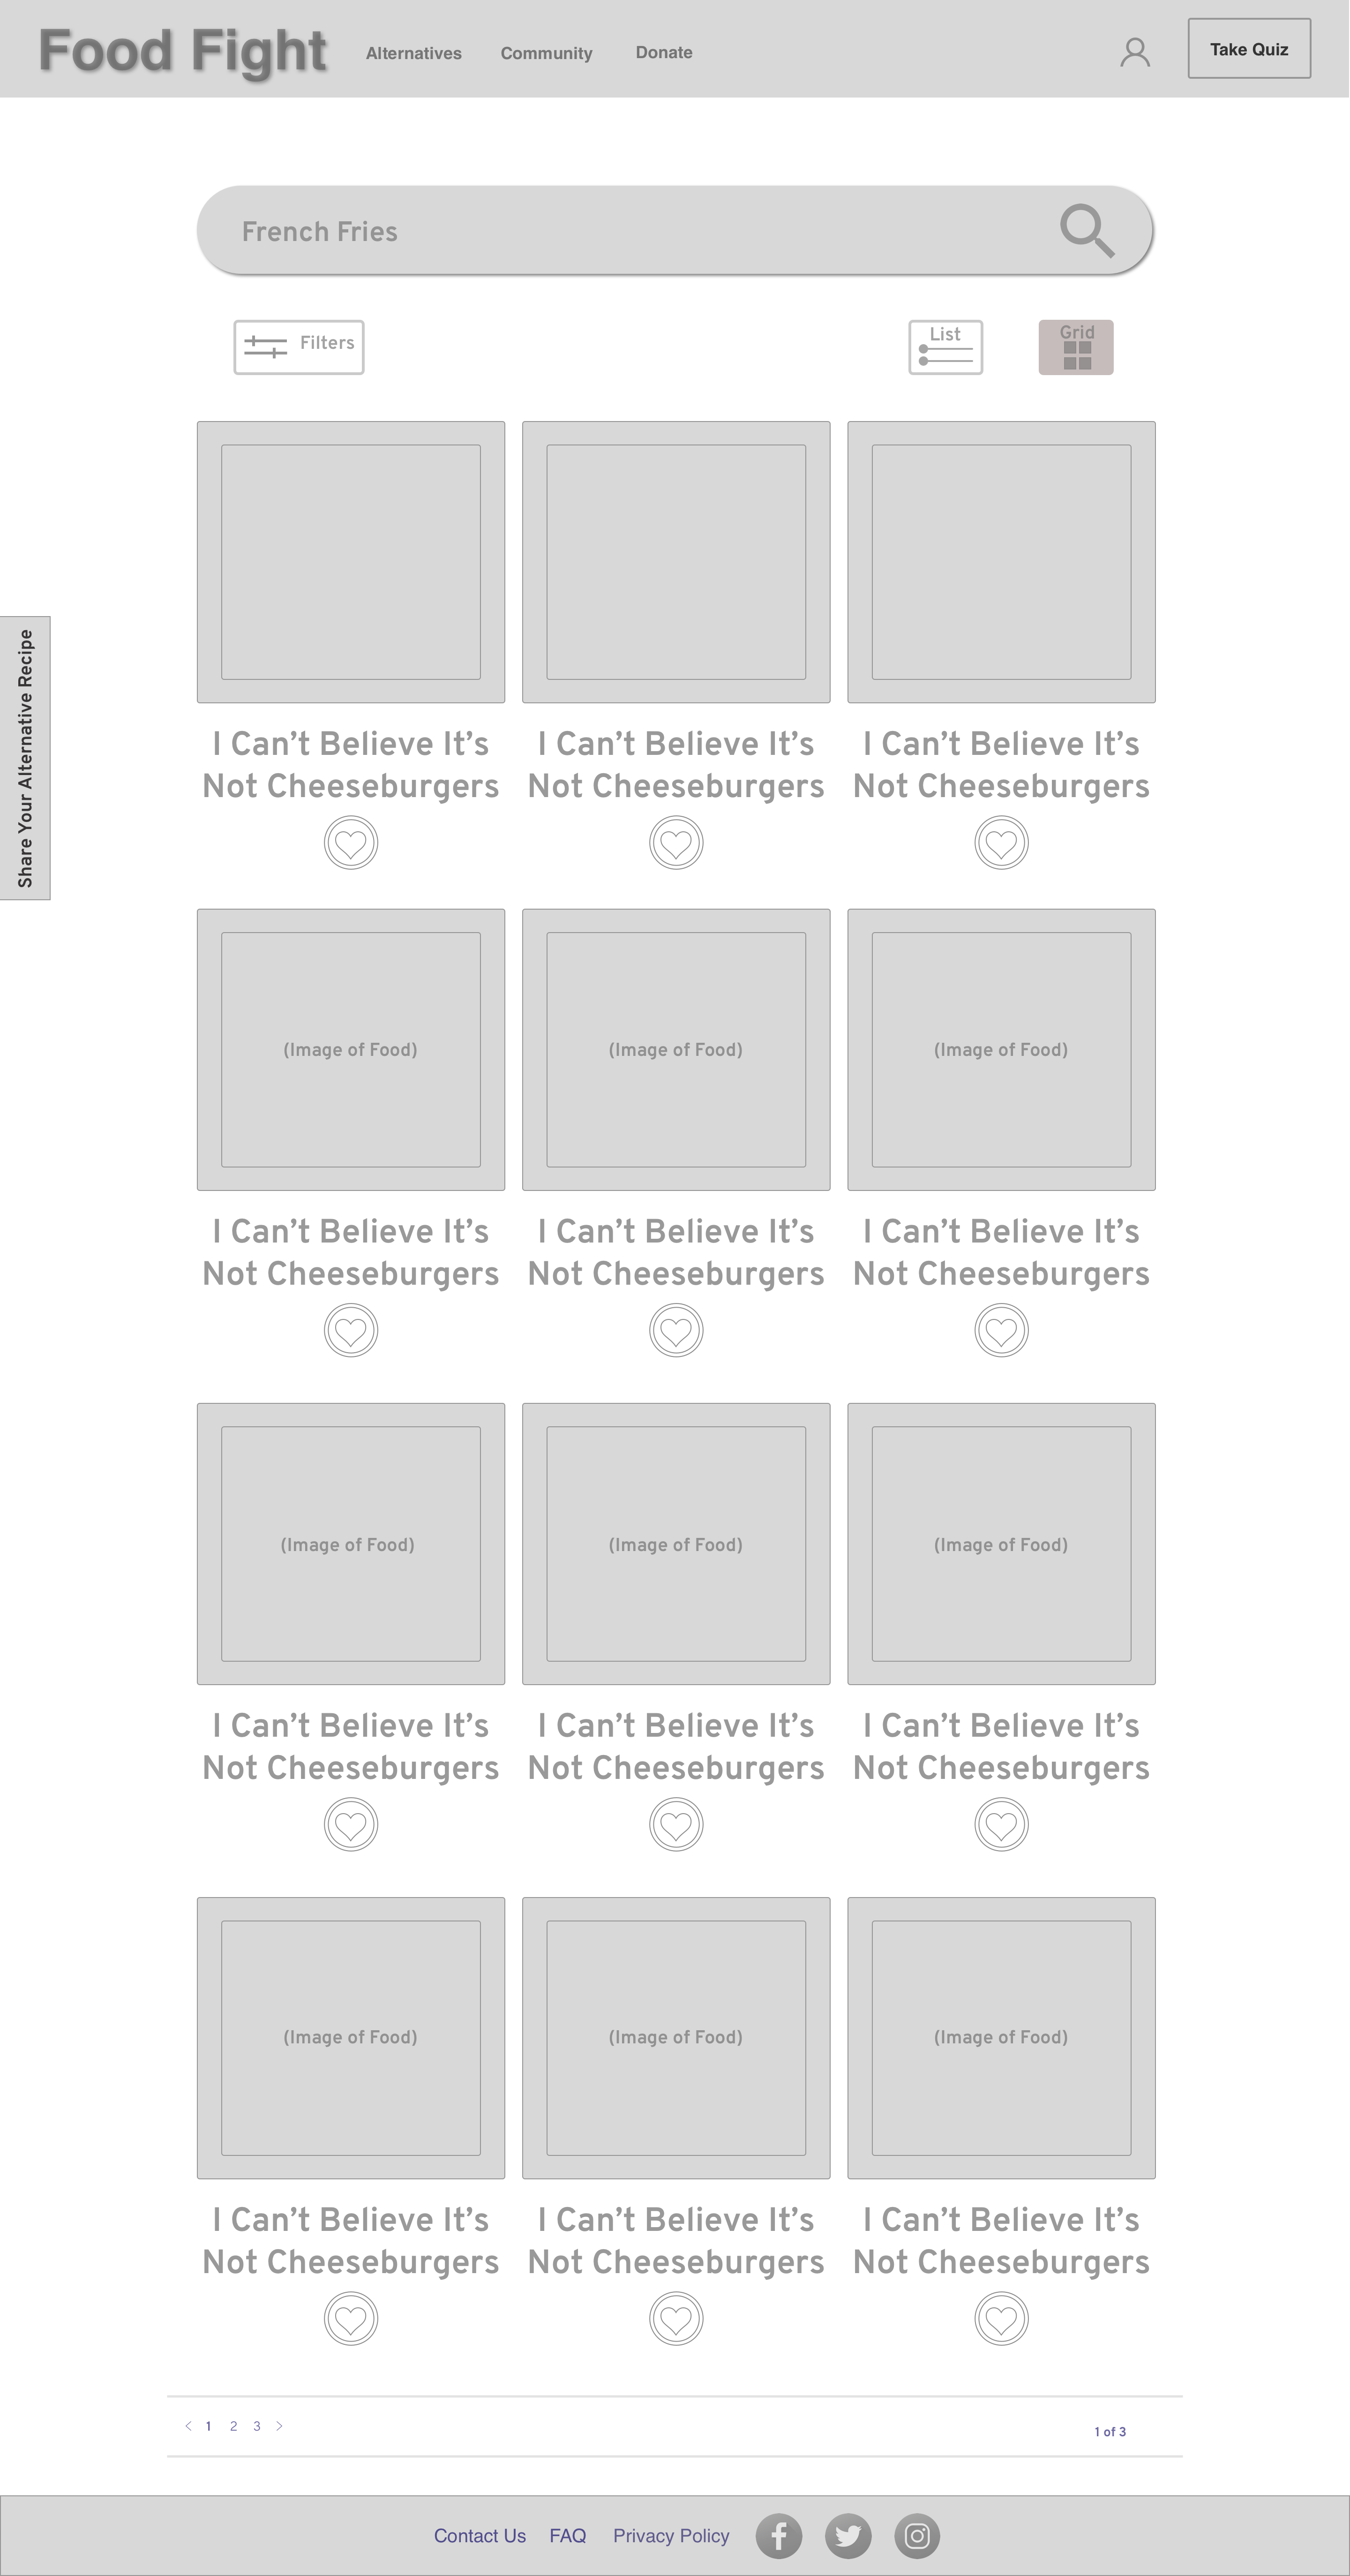 Food Fight
Alternatives
Community
Donate
Take Quiz
French Fries
Filters
List
Grid
Share Your Alternative Recipe
I Can’t Believe It’s
Not Cheeseburgers
I Can’t Believe It’s
Not Cheeseburgers
I Can’t Believe It’s
Not Cheeseburgers
(Image of Food)
(Image of Food)
(Image of Food)
I Can’t Believe It’s
Not Cheeseburgers
I Can’t Believe It’s
Not Cheeseburgers
I Can’t Believe It’s
Not Cheeseburgers
(Image of Food)
(Image of Food)
(Image of Food)
I Can’t Believe It’s
Not Cheeseburgers
I Can’t Believe It’s
Not Cheeseburgers
I Can’t Believe It’s
Not Cheeseburgers
(Image of Food)
(Image of Food)
(Image of Food)
I Can’t Believe It’s
Not Cheeseburgers
I Can’t Believe It’s
Not Cheeseburgers
I Can’t Believe It’s
Not Cheeseburgers
< 1 2 3 >
1 of 3
Contact Us
FAQ
Privacy Policy